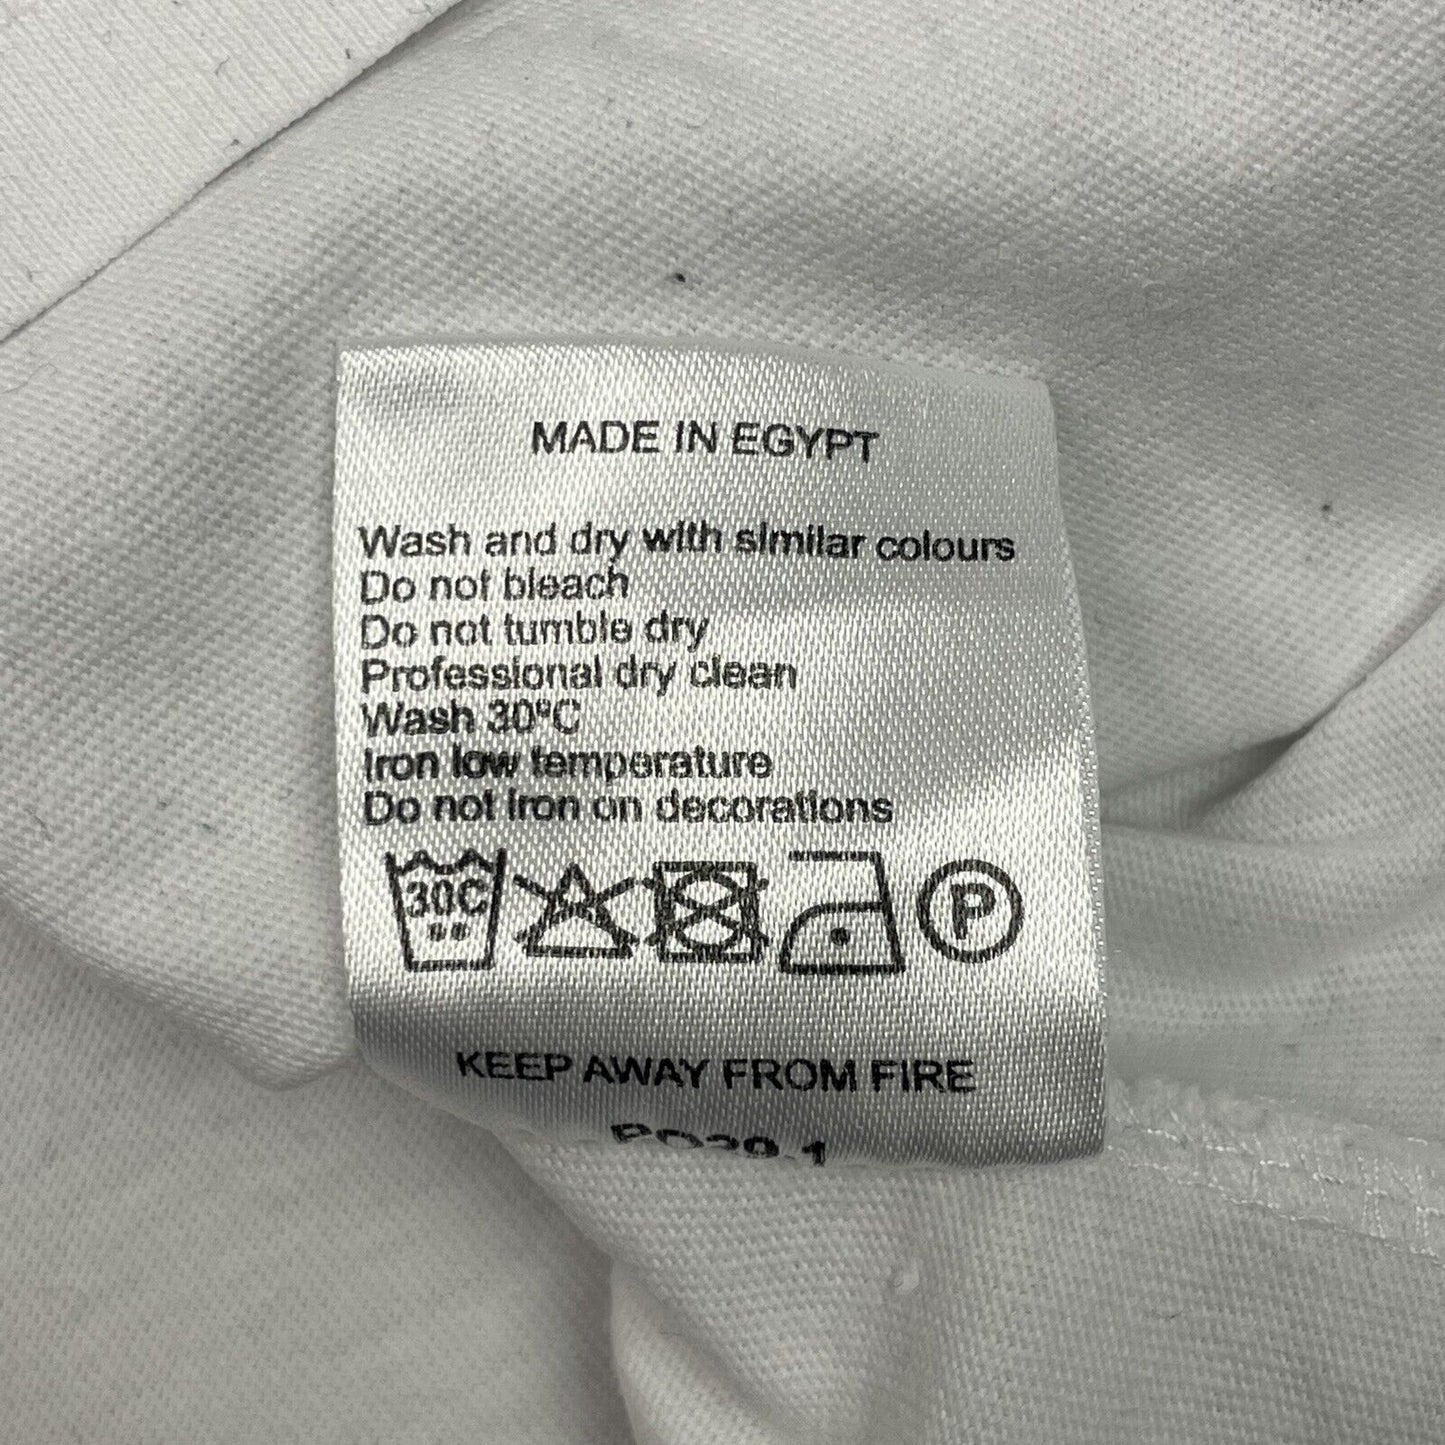 MADE IN EGYPT
Wash and dry with similar colours
Do not bleach
Do not tumble dry
Professional dry clean
Wash 30ºC
Iron low temperature
Do not iron on decorations
30C P
KEEP AWAY FROM FIRE